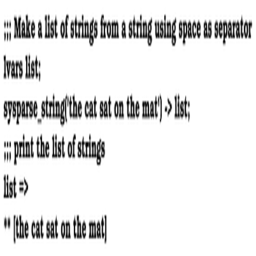 ;;; Make a list of strings from a string using space as separator
lvars list;
sysparse_string('the cat sat on the mat') -> list;
;;; print the list of strings
list =>
** [the cat sat on the mat]